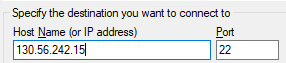 Specify the destination you want to connect to
Host Name (or IP address) Port
130.56.242.15 22